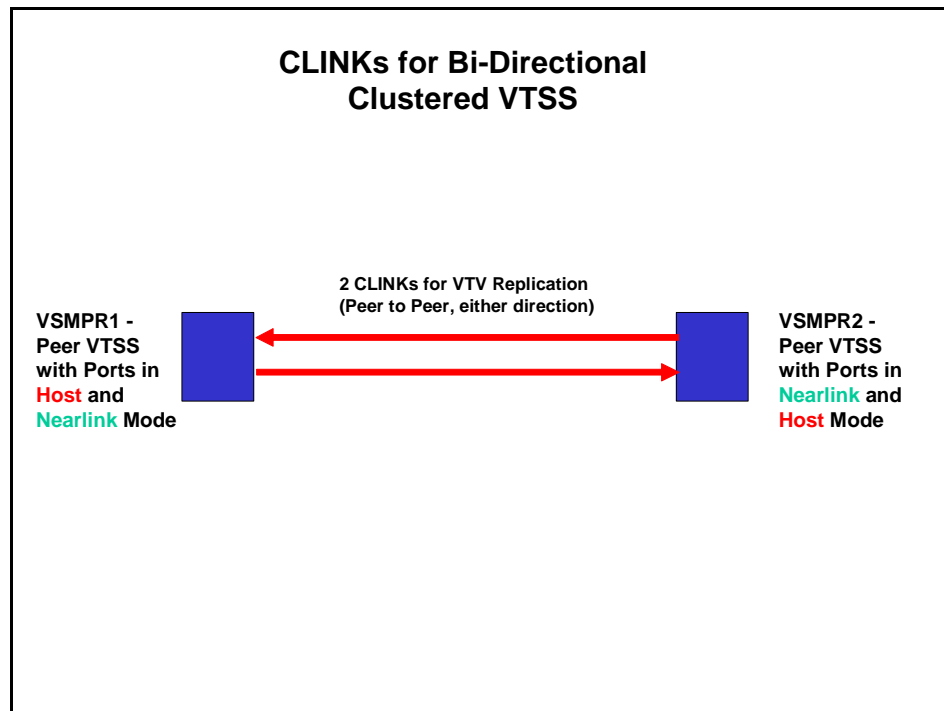 CLINKs for Bi-Directional
Clustered VTSS
2 CLINKs for VTV Replication
(Peer to Peer, either direction)
VSMPR1 -
Peer VTSS
with Ports in
Host and
Nearlink Mode
VSMPR2 -
Peer VTSS
with Ports in
Nearlink and
Host Mode